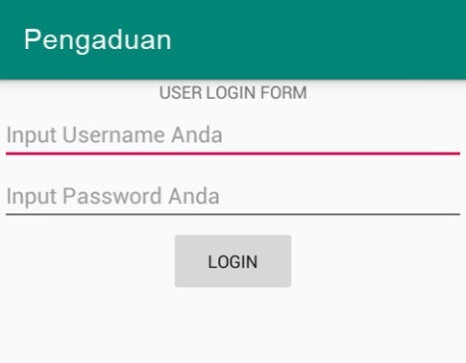 Pengaduan
USER LOGIN FORM
Input Username Anda
Input Password Anda
LOGIN